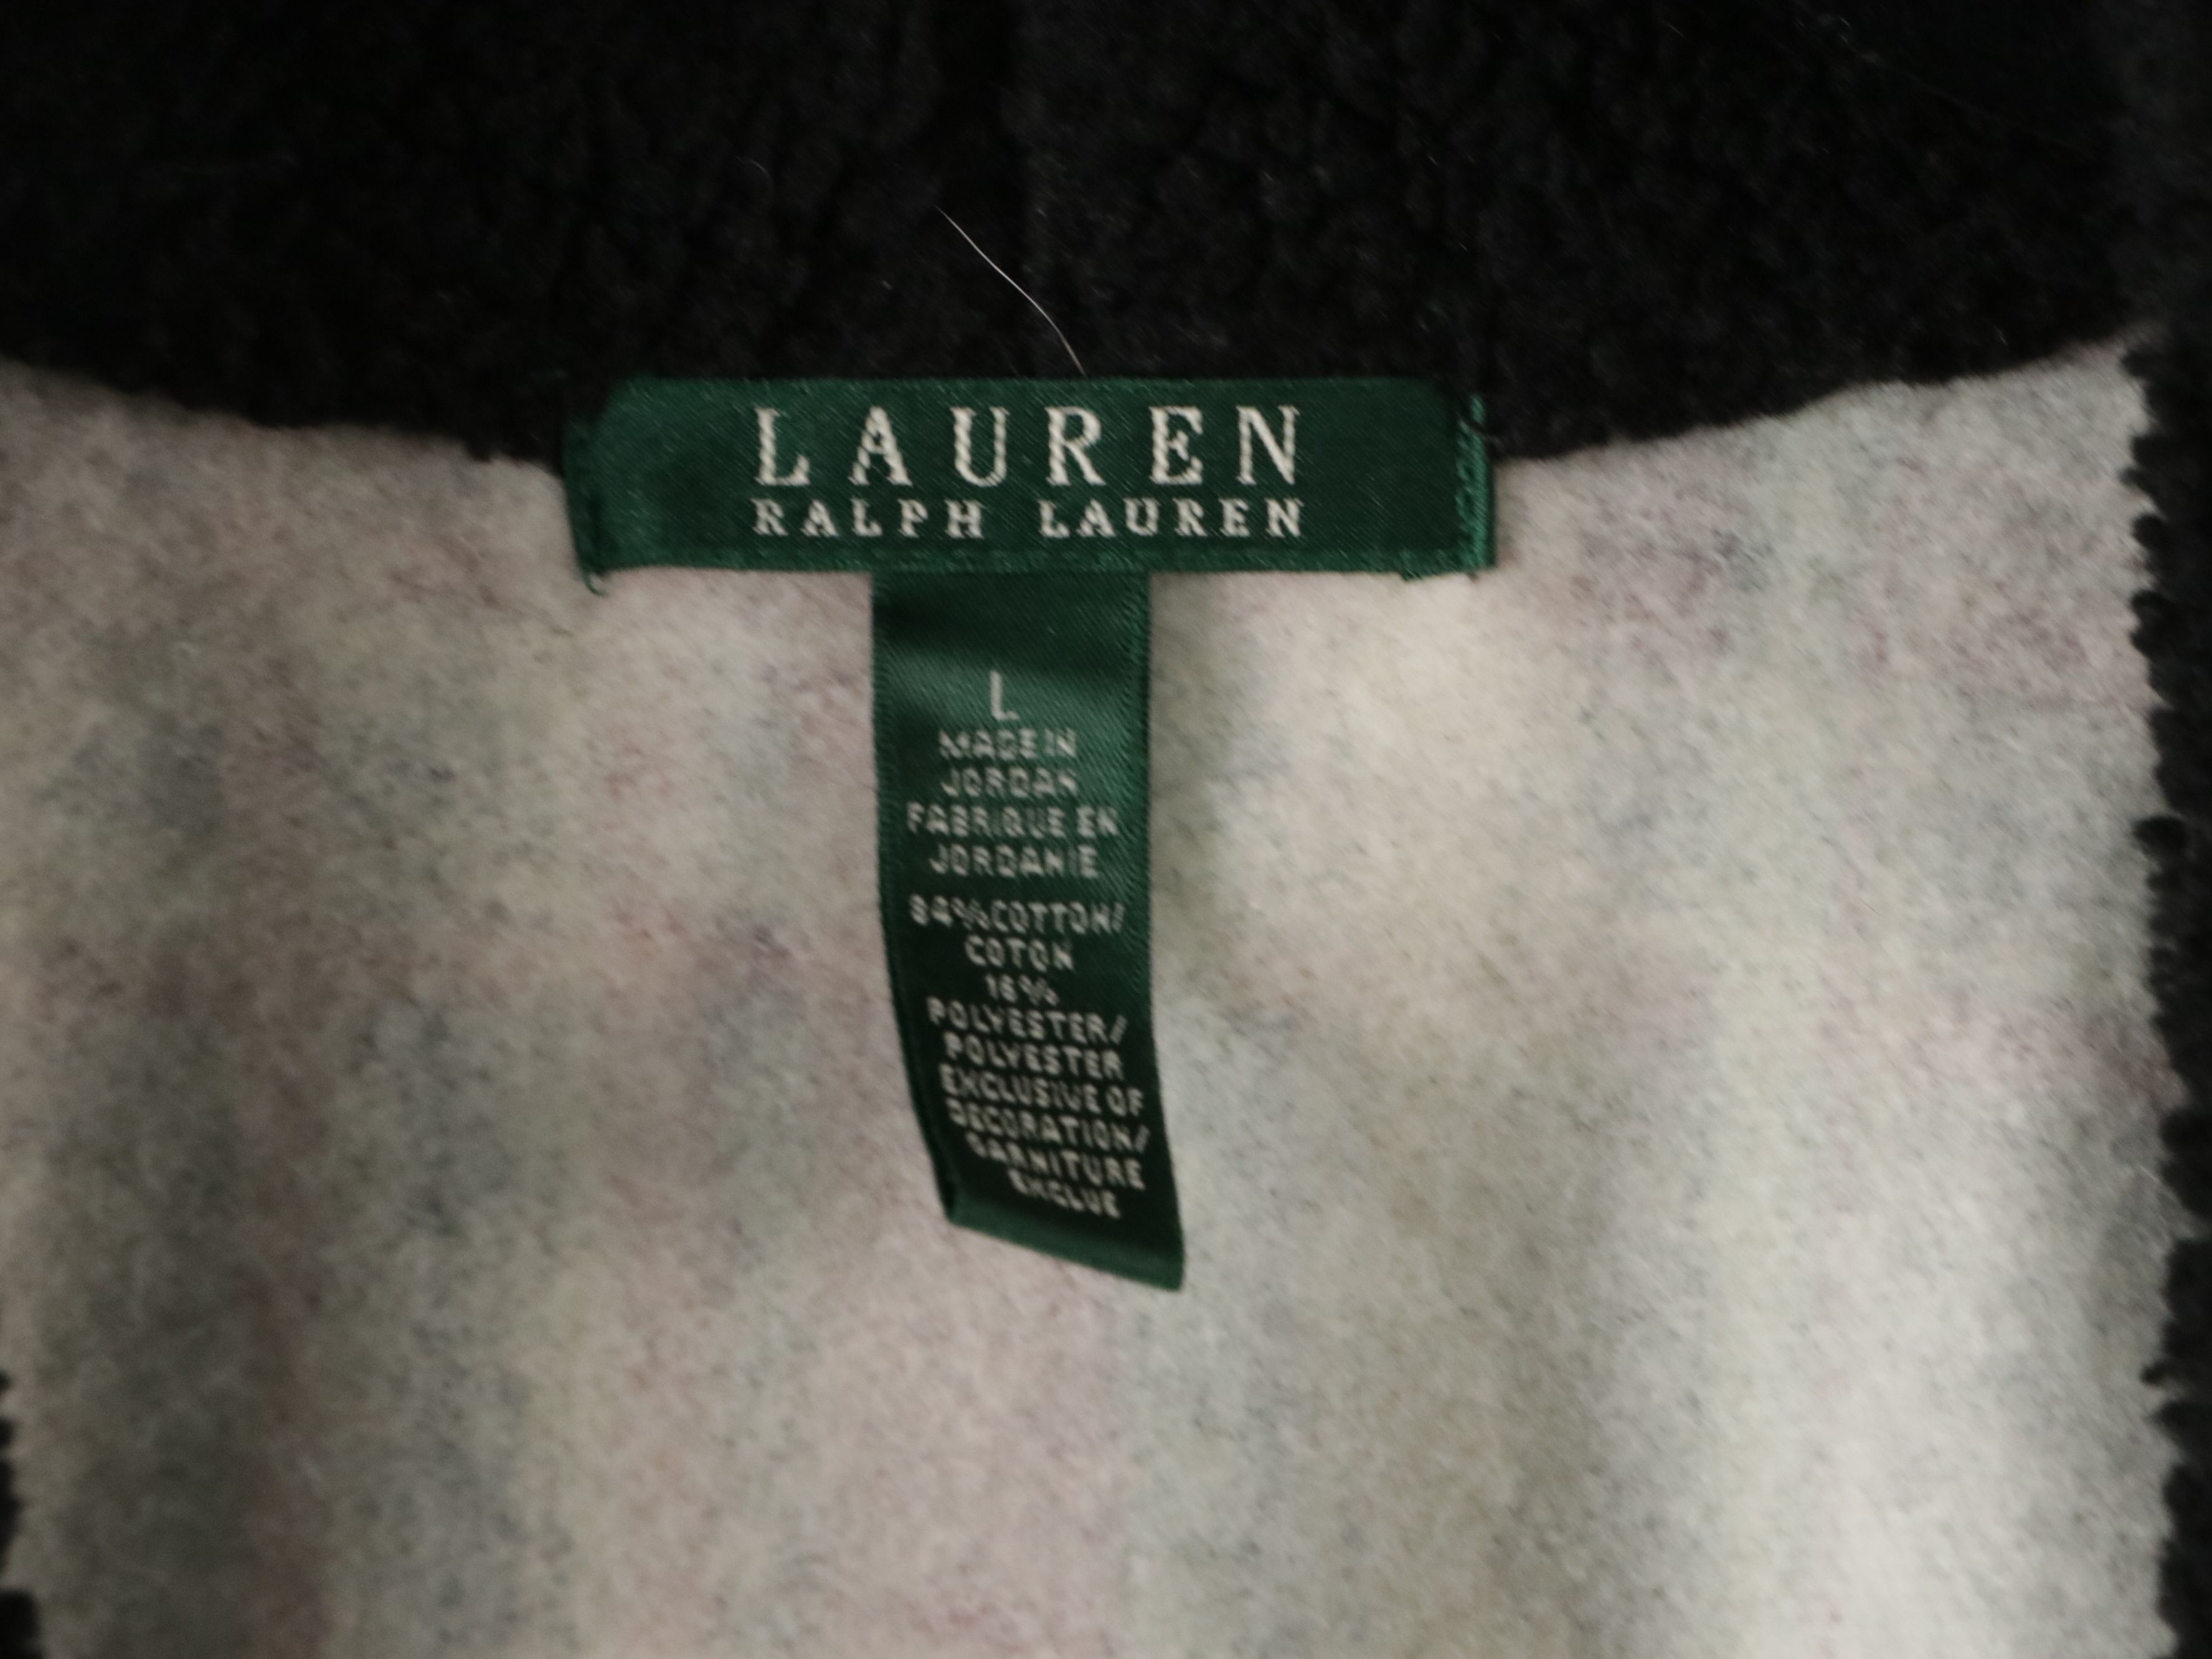 LAUREN
RALPH LAUREN
L
MADE IN
JORDAN
FABRIQUE EN
JORDANIE
84% COTTON/
COTON
16%
POLYESTER/
POLYESTER
EXCLUSIVE OF
DECORATION/
GARNITURE
EXCLUE